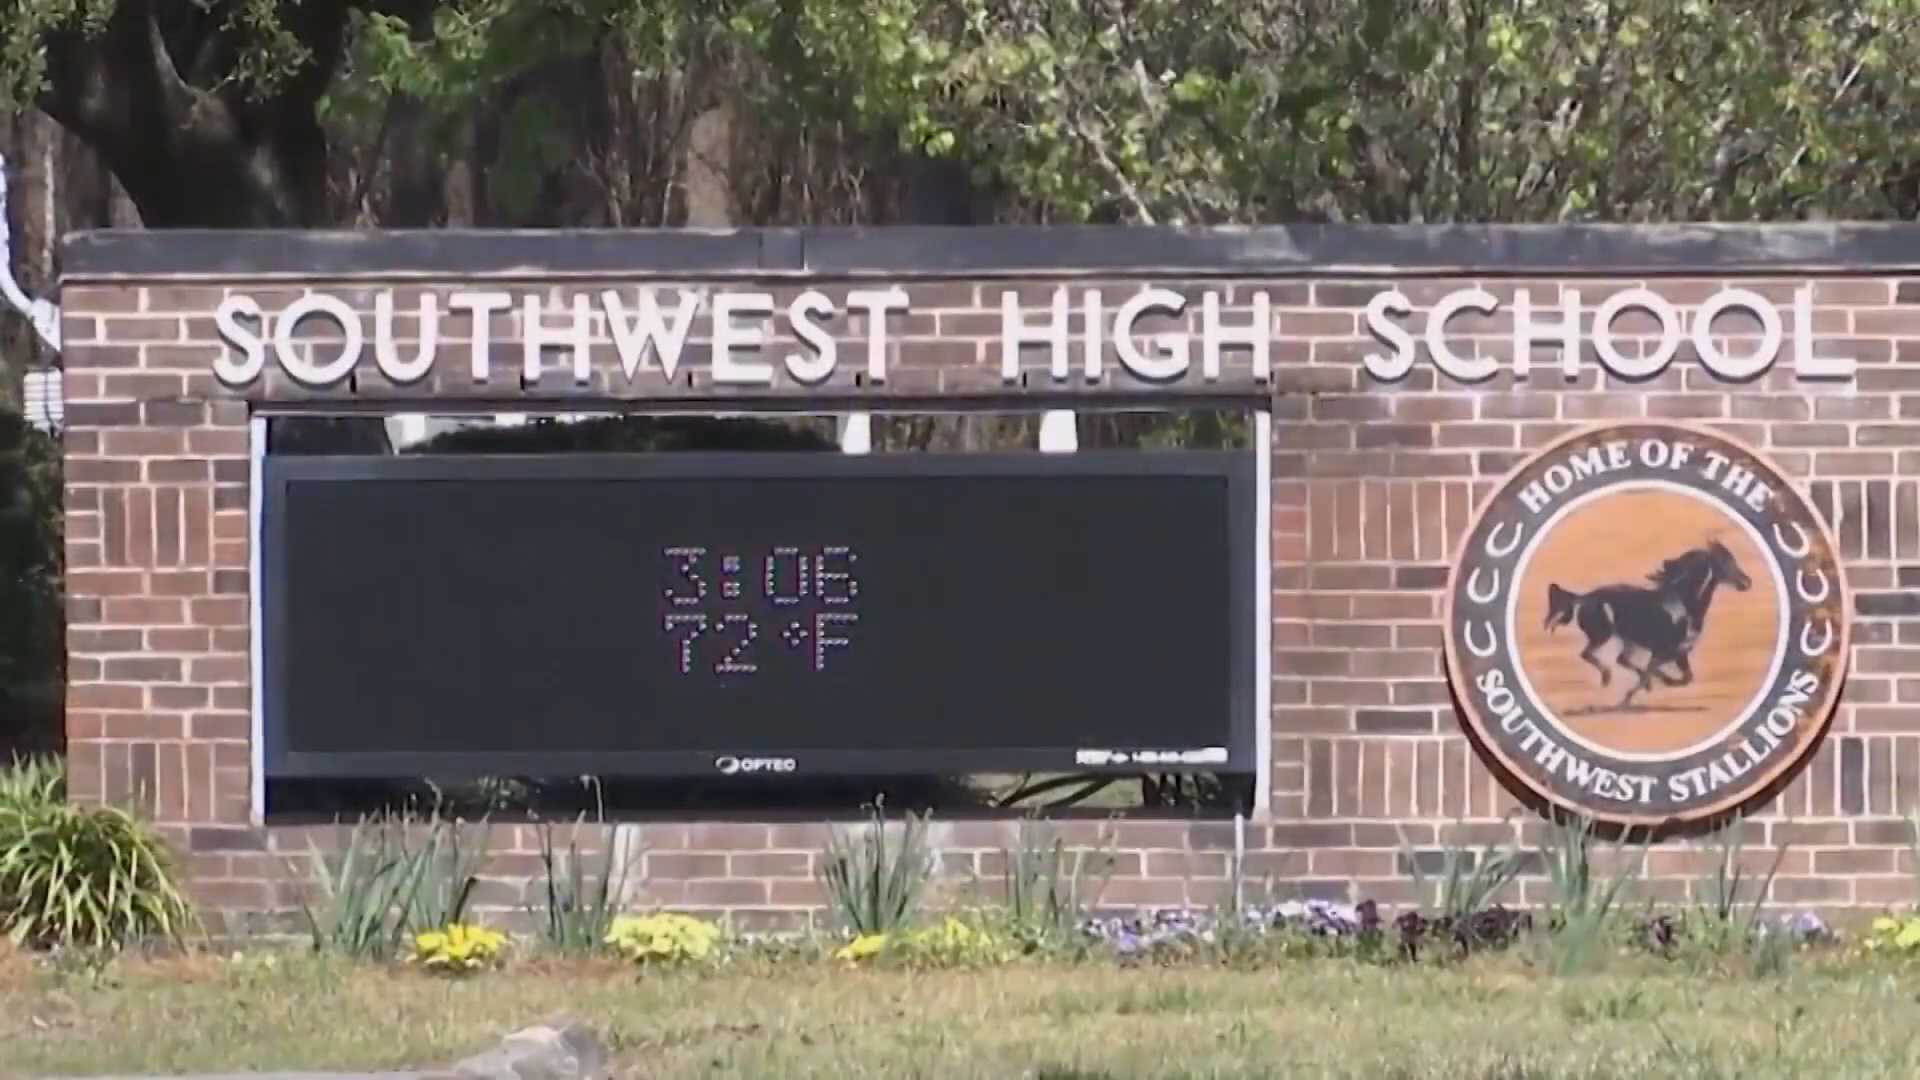 SOUTHWEST HIGH SCHOOL
3:06
72°F
OPTEC
HOME OF THE
SOUTHWEST STALLIONS